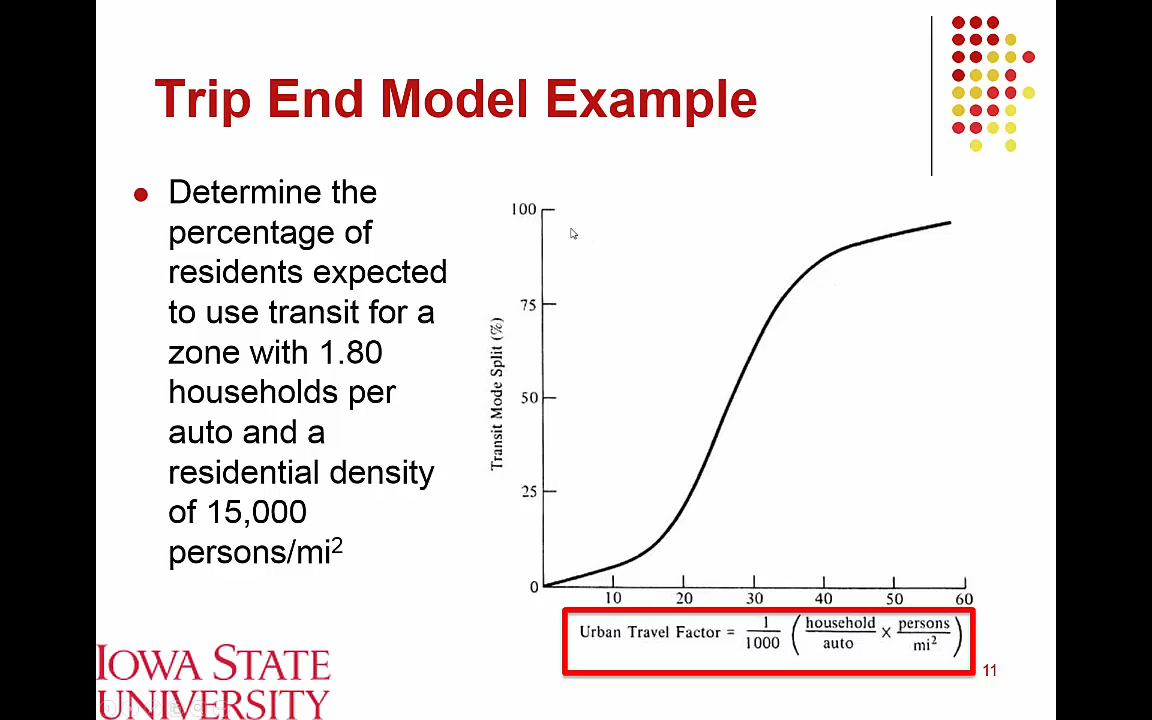 Trip End Model Example
Determine the
percentage of
residents expected
to use transit for a
zone with 1.80
households per
auto and a
residential density
of 15,000
persons/mi²
100
75
50
25
0
Transit Mode Split (%)
10 20 30 40 50 60
Urban Travel Factor = 1/1000 (household/auto × persons/mi²)
IOWA STATE
UNIVERSITY
11